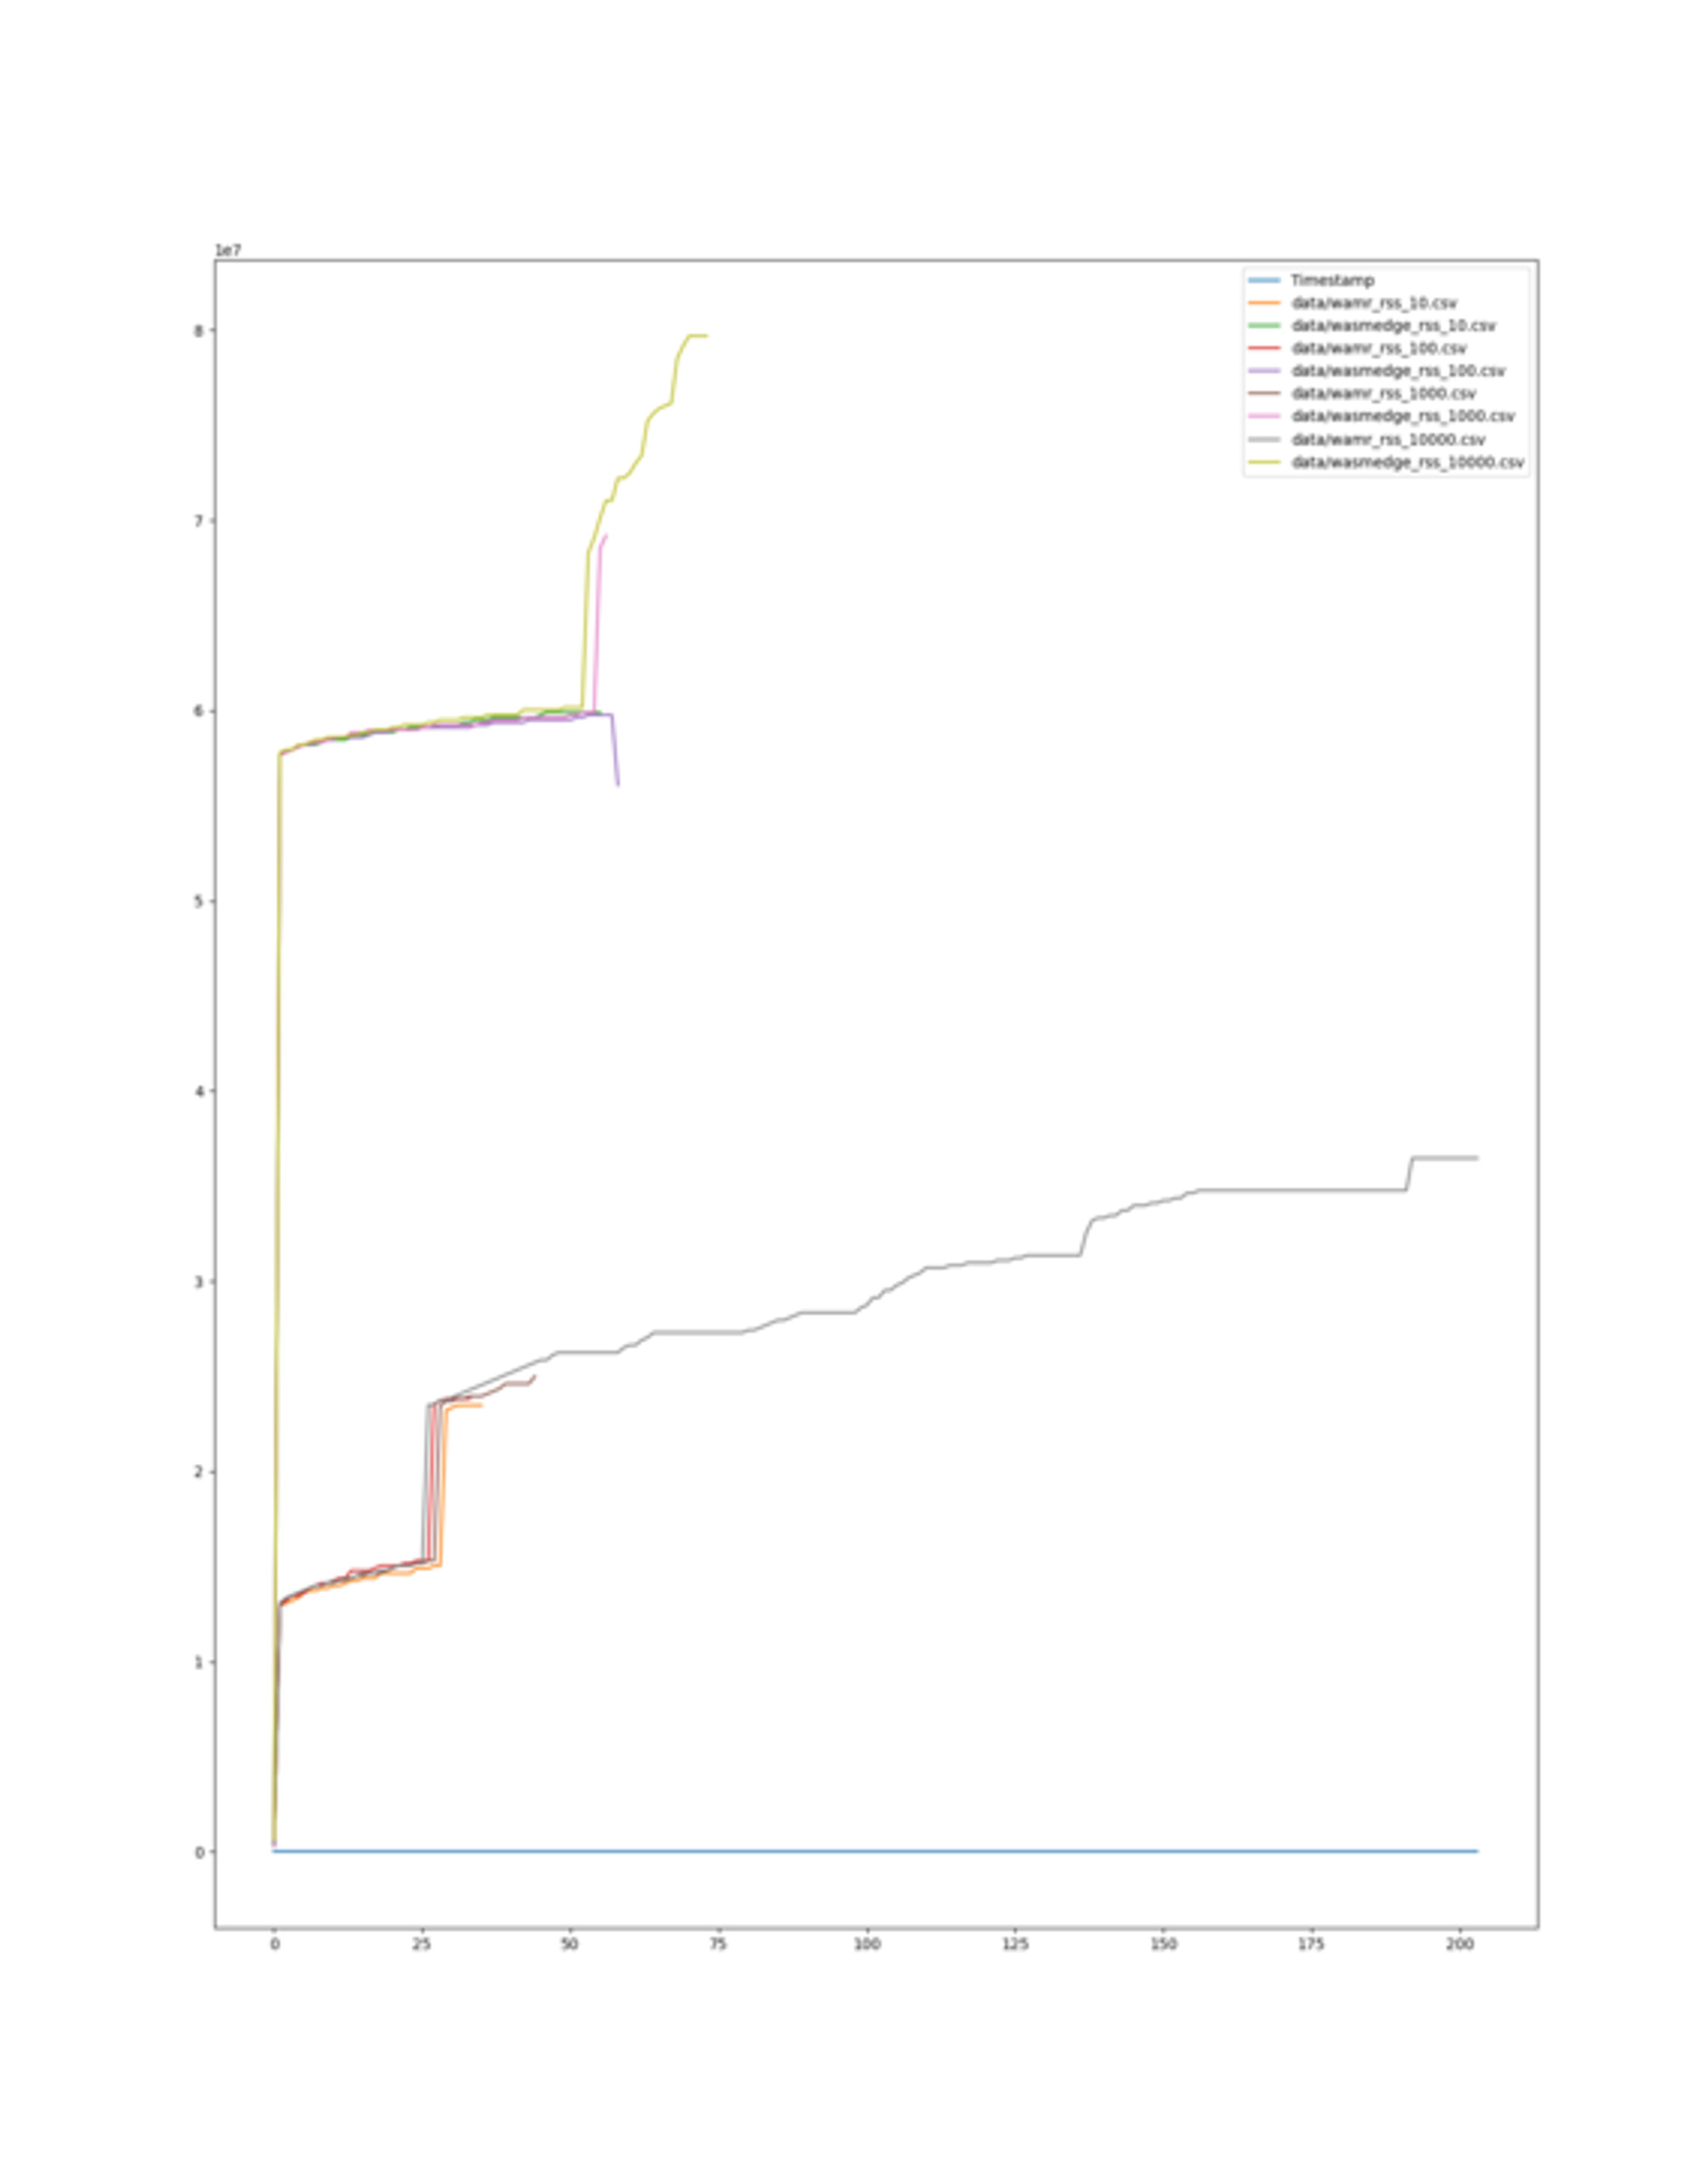 1e7
Timestamp
data/wamr_rss_10.csv
data/wasmedge_rss_10.csv
data/wamr_rss_100.csv
data/wasmedge_rss_100.csv
data/wamr_rss_1000.csv
data/wasmedge_rss_1000.csv
data/wamr_rss_10000.csv
data/wasmedge_rss_10000.csv
8
7
6
5
4
3
2
1
0
0 25 50 75 100 125 150 175 200